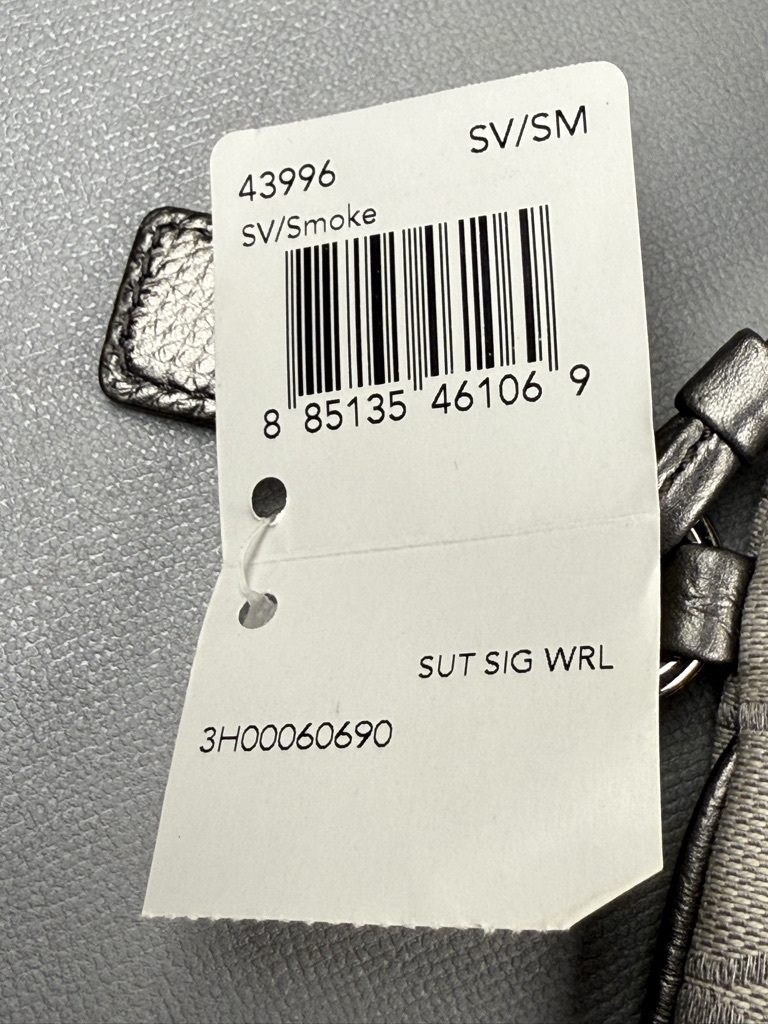 SV/SM
43996
SV/Smoke
8 85135 46106 9
SUT SIG WRL
3H00060690